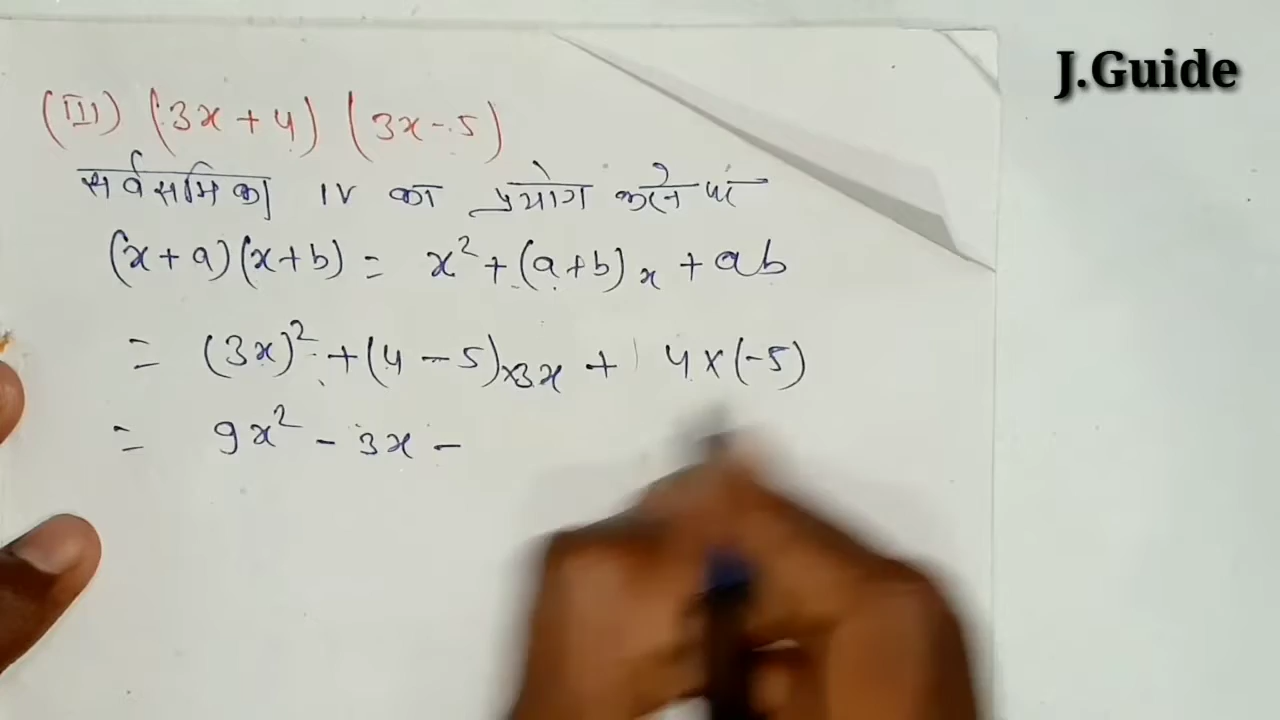 J.Guide
(III) (3x + 4) (3x - 5)
सर्वसमिका IV का प्रयोग करने पर
(x + a) (x + b) = x² + (a + b) x + ab
= (3x)² + (4 - 5) × 3x + 4 × (-5)
= 9x² - 3x -